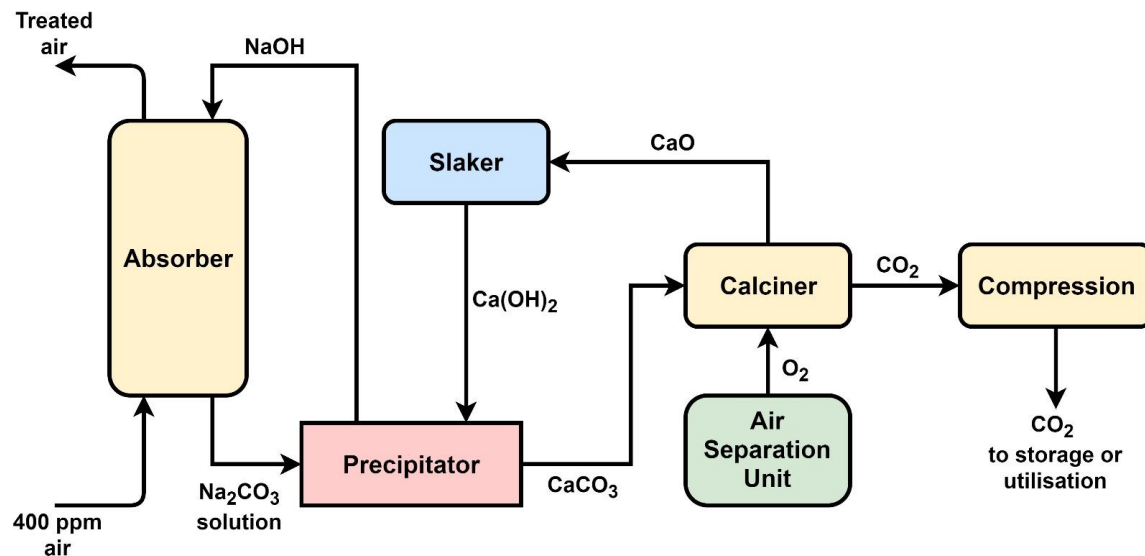 Treated
air
NaOH
Absorber
Slaker
CaO
Ca(OH)₂
Calciner
CO₂
Compression
O₂
Air
Separation
Unit
Precipitator
CaCO₃
Na₂CO₃
solution
400 ppm
air
CO₂
to storage or
utilisation